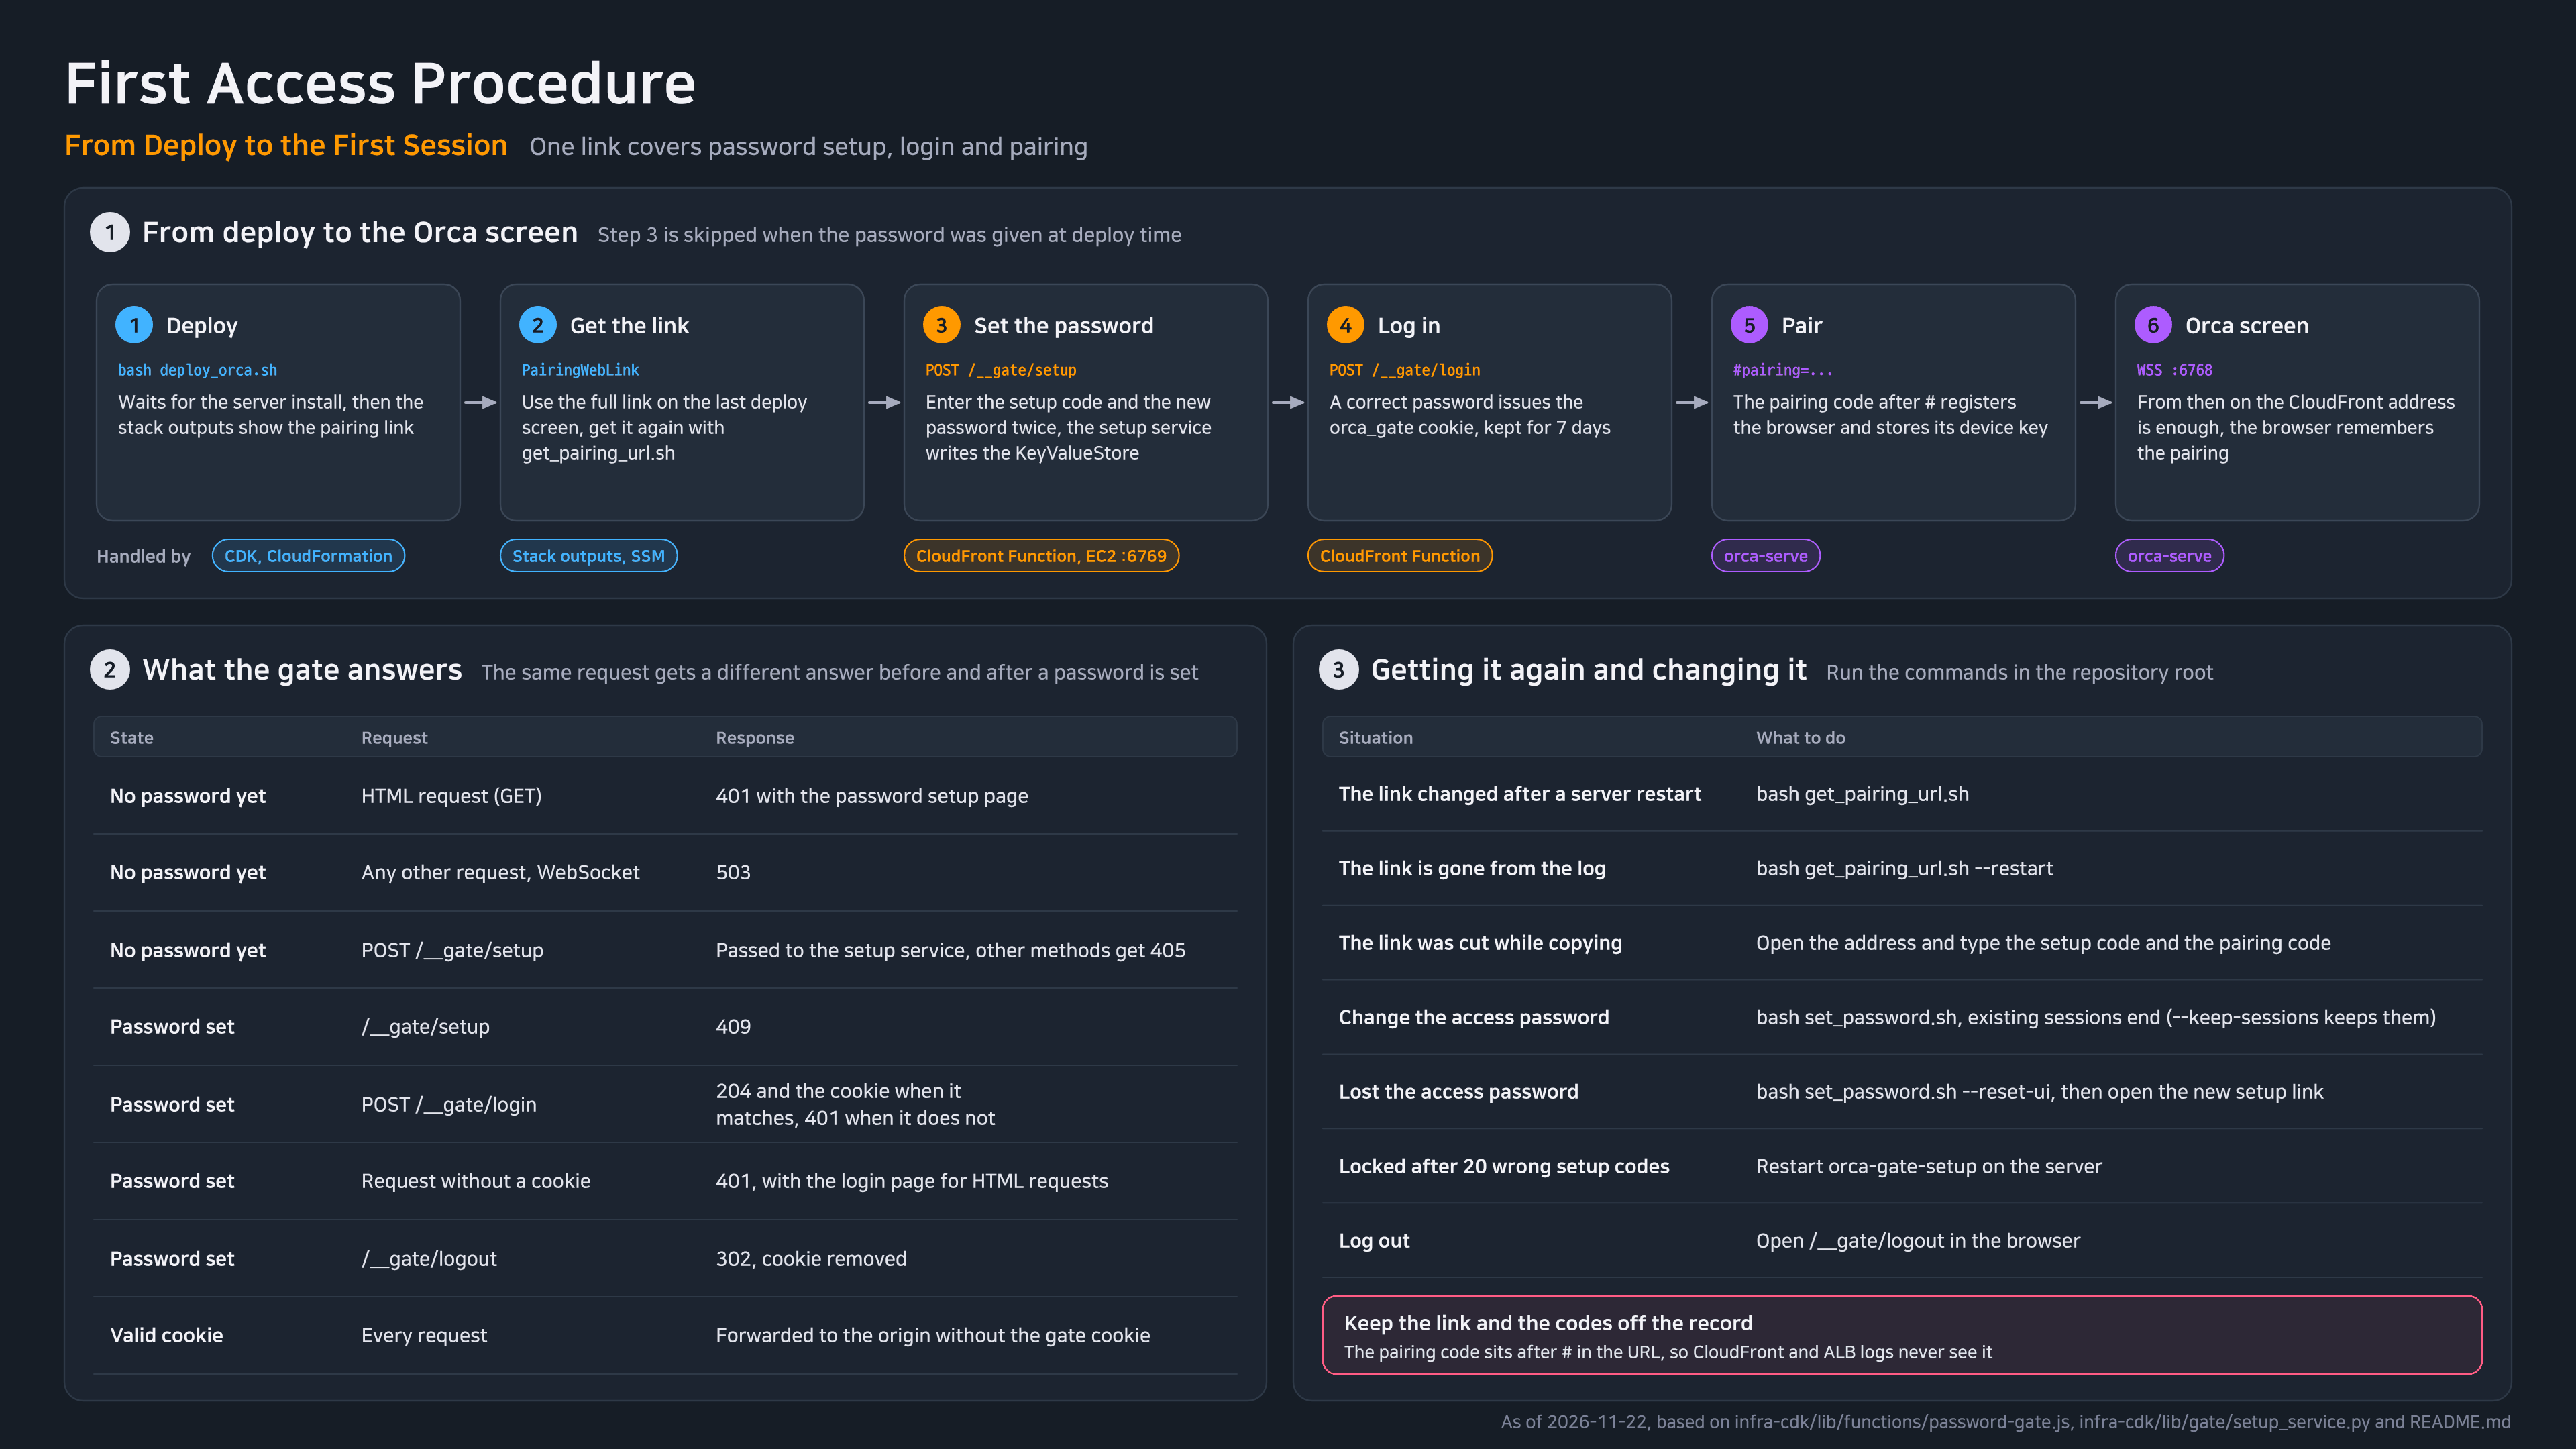 First Access Procedure
From Deploy to the First Session One link covers password setup, login and pairing
1 From deploy to the Orca screen Step 3 is skipped when the password was given at deploy time
1 Deploy
bash deploy_orca.sh
Waits for the server install, then the
stack outputs show the pairing link
2 Get the link
PairingWebLink
Use the full link on the last deploy
screen, get it again with
get_pairing_url.sh
3 Set the password
POST /__gate/setup
Enter the setup code and the new
password twice, the setup service
writes the KeyValueStore
4 Log in
POST /__gate/login
A correct password issues the
orca_gate cookie, kept for 7 days
5 Pair
#pairing=...
The pairing code after # registers
the browser and stores its device key
6 Orca screen
WSS :6768
From then on the CloudFront address
is enough, the browser remembers
the pairing
Handled by CDK, CloudFormation Stack outputs, SSM CloudFront Function, EC2 :6769 CloudFront Function orca-serve orca-serve
2 What the gate answers The same request gets a different answer before and after a password is set
State Request Response
No password yet HTML request (GET) 401 with the password setup page
No password yet Any other request, WebSocket 503
No password yet POST /__gate/setup Passed to the setup service, other methods get 405
Password set /__gate/setup 409
Password set POST /__gate/login 204 and the cookie when it
matches, 401 when it does not
Password set Request without a cookie 401, with the login page for HTML requests
Password set /__gate/logout 302, cookie removed
Valid cookie Every request Forwarded to the origin without the gate cookie
3 Getting it again and changing it Run the commands in the repository root
Situation What to do
The link changed after a server restart bash get_pairing_url.sh
The link is gone from the log bash get_pairing_url.sh --restart
The link was cut while copying Open the address and type the setup code and the pairing code
Change the access password bash set_password.sh, existing sessions end (--keep-sessions keeps them)
Lost the access password bash set_password.sh --reset-ui, then open the new setup link
Locked after 20 wrong setup codes Restart orca-gate-setup on the server
Log out Open /__gate/logout in the browser
Keep the link and the codes off the record
The pairing code sits after # in the URL, so CloudFront and ALB logs never see it
As of 2026-11-22, based on infra-cdk/lib/functions/password-gate.js, infra-cdk/lib/gate/setup_service.py and README.md